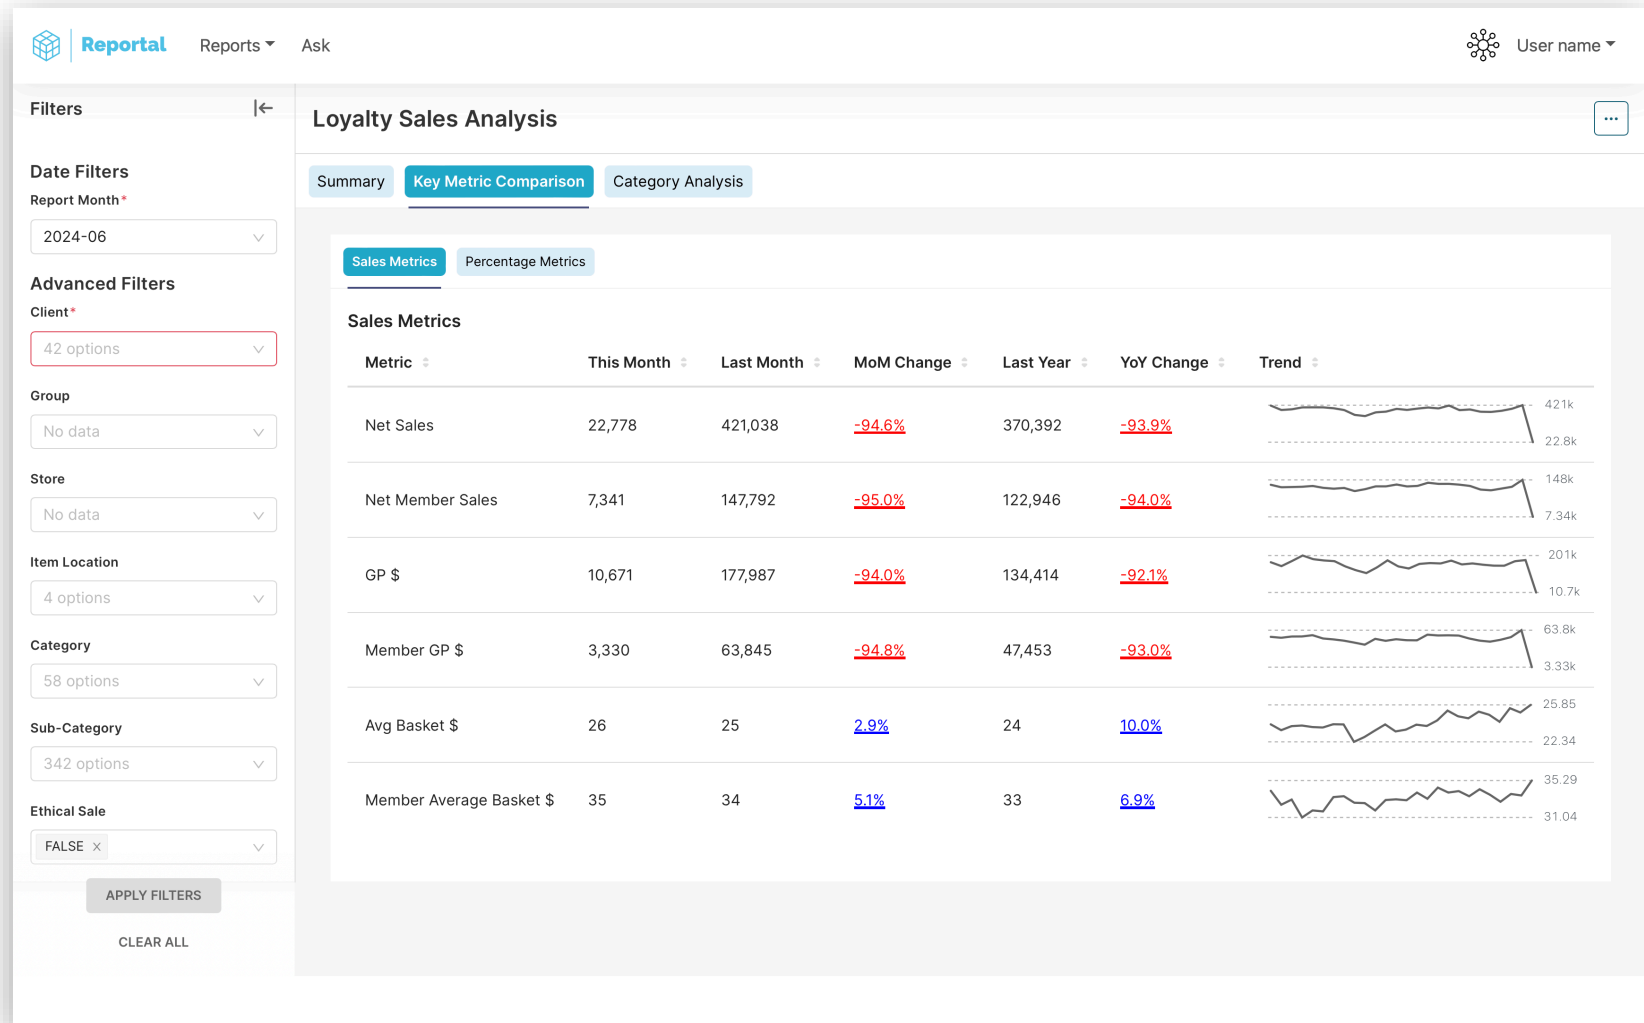 Reportal Reports Ask User name
Filters
Loyalty Sales Analysis
...
Date Filters
Report Month*
2024-06
Advanced Filters
Client*
42 options
Group
No data
Store
No data
Item Location
4 options
Category
58 options
Sub-Category
342 options
Ethical Sale
FALSE ×
APPLY FILTERS
CLEAR ALL
Summary Key Metric Comparison Category Analysis
Sales Metrics Percentage Metrics
Sales Metrics
Metric This Month Last Month MoM Change Last Year YoY Change Trend
Net Sales 22,778 421,038 -94.6% 370,392 -93.9% 421k 22.8k
Net Member Sales 7,341 147,792 -95.0% 122,946 -94.0% 148k 7.34k
GP $ 10,671 177,987 -94.0% 134,414 -92.1% 201k 10.7k
Member GP $ 3,330 63,845 -94.8% 47,453 -93.0% 63.8k 3.33k
Avg Basket $ 26 25 2.9% 24 10.0% 25.85 22.34
Member Average Basket $ 35 34 5.1% 33 6.9% 35.29 31.04